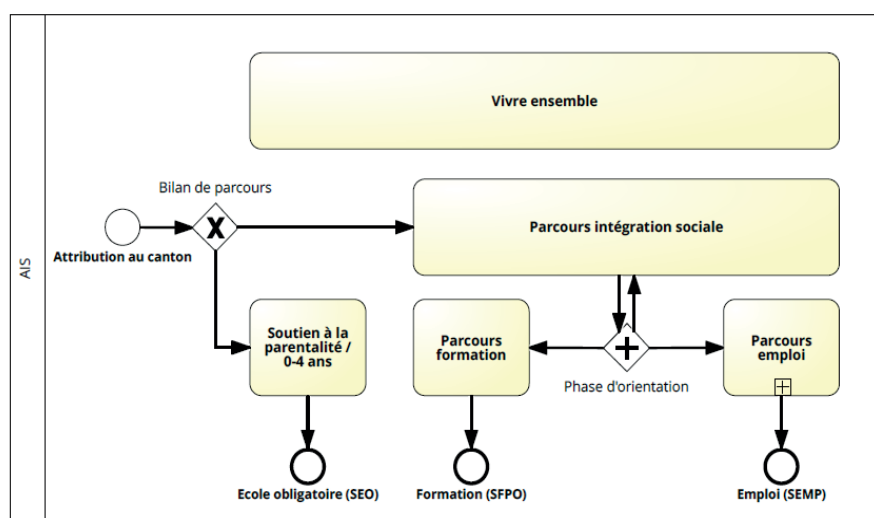 AIS
Vivre ensemble
Bilan de parcours
Attribution au canton
Parcours intégration sociale
Soutien à la
parentalité /
0-4 ans
Parcours
formation
Phase d'orientation
Parcours
emploi
Ecole obligatoire (SEO)
Formation (SFPO)
Emploi (SEMP)